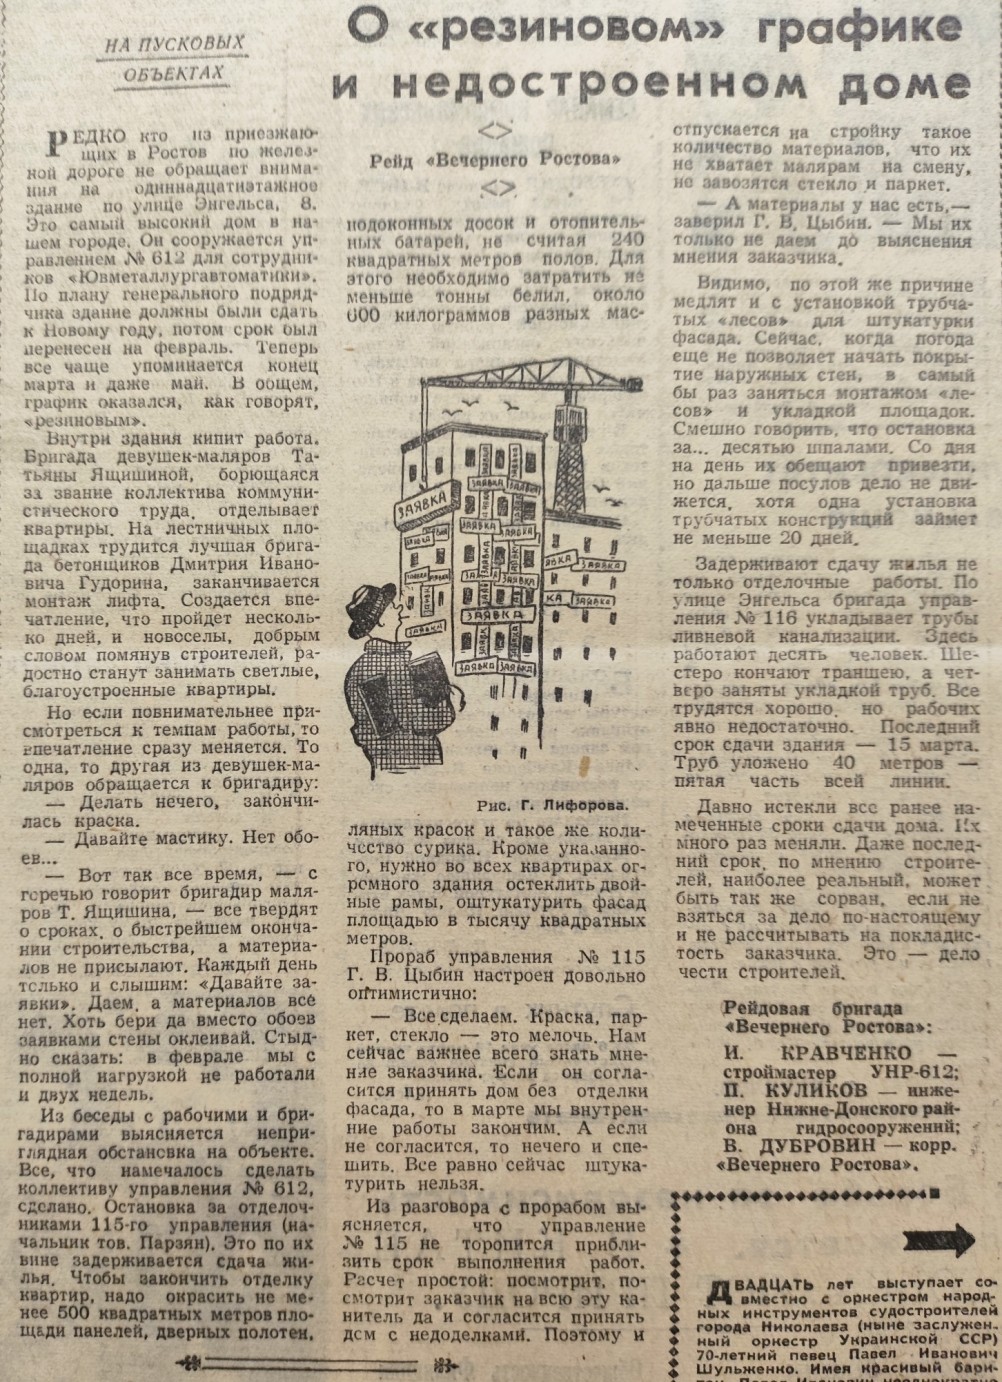 НА ПУСКОВЫХ
ОБЪЕКТАХ
О «резиновом» графике
и недостроенном доме
РЕДКО кто из приезжаю-
щих в Ростов по желез-
ной дороге не обращает внима-
ния на одиннадцатиэтажное
здание по улице Энгельса, 8.
Это самый высокий дом в на-
шем городе. Он сооружается уп-
равлением № 612 для сотрудни-
ков «Ювметаллургавтоматики».
По плану генерального подряд-
чика здание должны были сдать
к Новому году, потом срок был
перенесен на февраль. Теперь
все чаще упоминается конец
марта и даже май. В общем,
график оказался, как говорят,
«резиновым».
Внутри здания кипит работа.
Бригада девушек-маляров Та-
тьяны Ящишиной, борющаяся
за звание коллектива коммуни-
стического труда, отделывает
квартиры. На лестничных пло-
щадках трудится лучшая брига-
да бетонщиков Дмитрия Ивано-
вича Гудорина, заканчивается
монтаж лифта. Создается впе-
чатление, что пройдет несколь-
ко дней, и новоселы, добрым
словом помянув строителей, ра-
достно станут занимать светлые,
благоустроенные квартиры.
Но если повнимательнее при-
смотреться к темпам работы, то
впечатление сразу меняется. То
одна, то другая из девушек-ма-
ляров обращается к бригадиру:
— Делать нечего, закончи-
лась краска.
— Давайте мастику. Нет обо-
ев...
— Вот так все время, — с
горечью говорит бригадир маля-
ров Т. Ящишина, — все твердят
о сроках, о быстрейшем оконча-
нии строительства, а материа-
лов не присылают. Каждый день
только и слышим: «Давайте за-
явки». Даем, а материалов всё
нет. Хоть бери да вместо обоев
заявками стены оклеивай. Стыд-
но сказать: в феврале мы с
полной нагрузкой не работали
и двух недель.
Из беседы с рабочими и бри-
гадирами выясняется непри-
глядная обстановка на объекте.
Все, что намечалось сделать
коллективу управления № 612,
сделано. Остановка за отделоч-
никами 115-го управления (на-
чальник тов. Парзян). Это по их
вине задерживается сдача жи-
лья. Чтобы закончить отделку
квартир, надо окрасить не ме-
нее 500 квадратных метров пло-
щади панелей, дверных полотен,
Рейд «Вечернего Ростова»
подоконных досок и отопитель-
ных батарей, не считая 240
квадратных метров полов. Для
этого необходимо затратить не
меньше тонны белил, около
600 килограммов разных мас-
ЗАЯВКА
ЗАЯВКА
ЗАЯВКА
ЗАЯВКА
ЗАЯВКА
Рис. Г. Лифорова.
ляных красок и такое же коли-
чество сурика. Кроме указанно-
го, нужно во всех квартирах ог-
ромного здания остеклить двой-
ные рамы, оштукатурить фасад
площадью в тысячу квадратных
метров.
Прораб управления № 115
Г. В. Цыбин настроен довольно
оптимистично:
— Все сделаем. Краска, пар-
кет, стекло — это мелочь. Нам
сейчас важнее всего знать мне-
ние заказчика. Если он согла-
сится принять дом без отделки
фасада, то в марте мы внутрен-
ние работы закончим. А если
не согласится, то нечего и спе-
шить. Все равно сейчас штука-
турить нельзя.
Из разговора с прорабом вы-
ясняется, что управление
№ 115 не торопится прибли-
зить срок выполнения работ.
Расчет простой: посмотрит, по-
смотрит заказчик на всю эту ка-
нитель да и согласится принять
дом с недоделками. Поэтому и
отпускается на стройку такое
количество материалов, что их
не хватает малярам на смену,
не завозятся стекло и паркет.
— А материалы у нас есть,—
заверил Г. В. Цыбин. — Мы их
только не даем до выяснения
мнения заказчика.
Видимо, по этой же причине
медлят и с установкой трубча-
тых «лесов» для штукатурки
фасада. Сейчас, когда погода
еще не позволяет начать покры-
тие наружных стен, в самый
бы раз заняться монтажом «ле-
сов» и укладкой площадок.
Смешно говорить, что остановка
за... десятью шпалами. Со дня
на день их обещают привезти,
но дальше посулов дело не дви-
жется, хотя одна установка
трубчатых конструкций займет
не меньше 20 дней.
Задерживают сдачу жилья не
только отделочные работы. По
улице Энгельса бригада управ-
ления № 116 укладывает трубы
ливневой канализации. Здесь
работают десять человек. Ше-
стеро кончают траншею, а чет-
веро заняты укладкой труб. Все
трудятся хорошо, но рабочих
явно недостаточно. Последний
срок сдачи здания — 15 марта.
Труб уложено 40 метров —
пятая часть всей линии.
Давно истекли все ранее на-
меченные сроки сдачи дома. Их
много раз меняли. Даже послед-
ний срок, по мнению строите-
лей, наиболее реальный, может
быть так же сорван, если не
взяться за дело по-настоящему
и не рассчитывать на покладис-
тость заказчика. Это — дело
чести строителей.
Рейдовая бригада
«Вечернего Ростова»:
И. КРАВЧЕНКО —
строймастер УНР-612;
П. КУЛИКОВ — инже-
нер Нижне-Донского рай-
она гидросооружений;
В. ДУБРОВИН — корр.
«Вечернего Ростова».
ДВАДЦАТЬ лет выступает со-
вместно с оркестром народ-
ных инструментов судостроителей
города Николаева (ныне заслужен-
ный оркестр Украинской ССР)
70-летний певец Павел Иванович
Шульженко. Имея красивый бари-